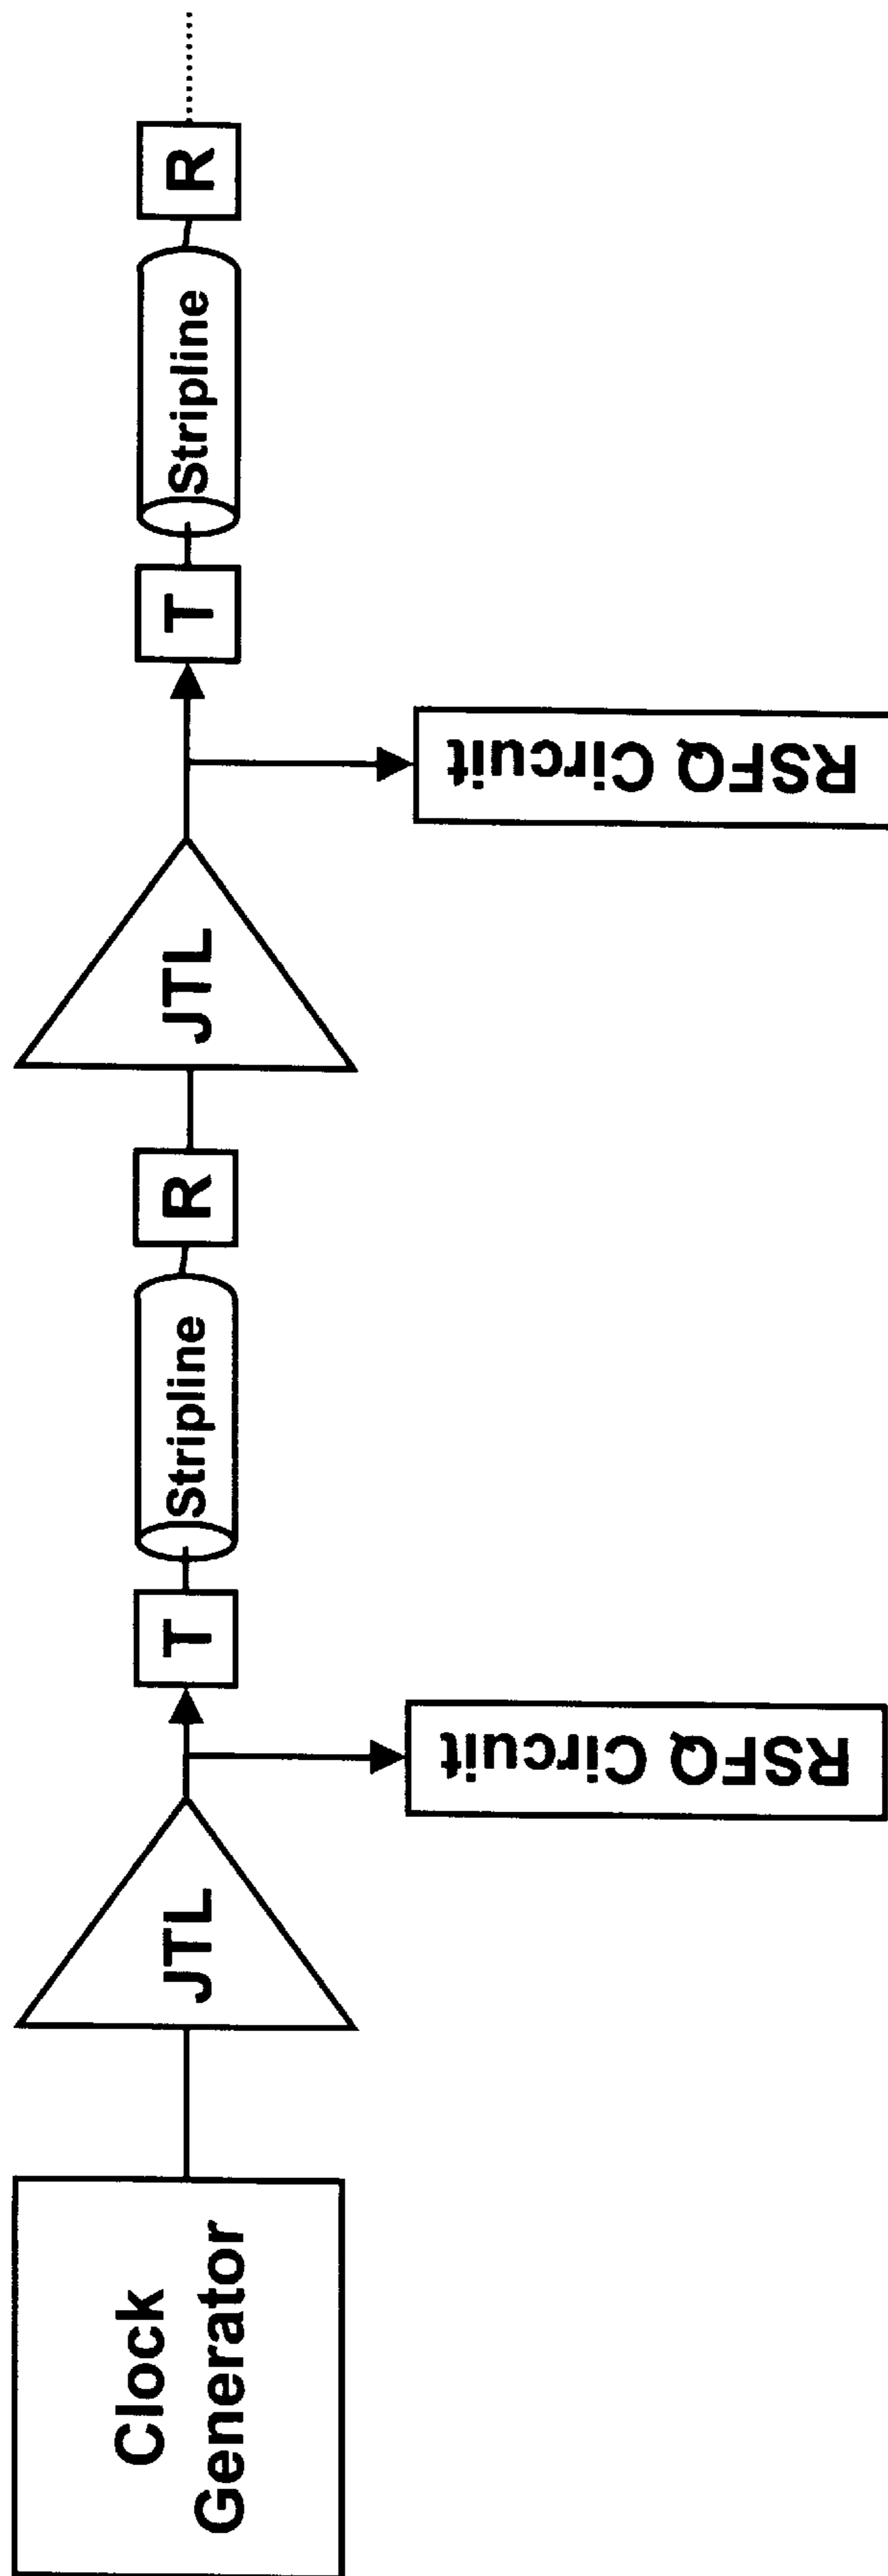 Clock
Generator
JTL
RSFQ Circuit
T
Stripline
R
JTL
RSFQ Circuit
T
Stripline
R